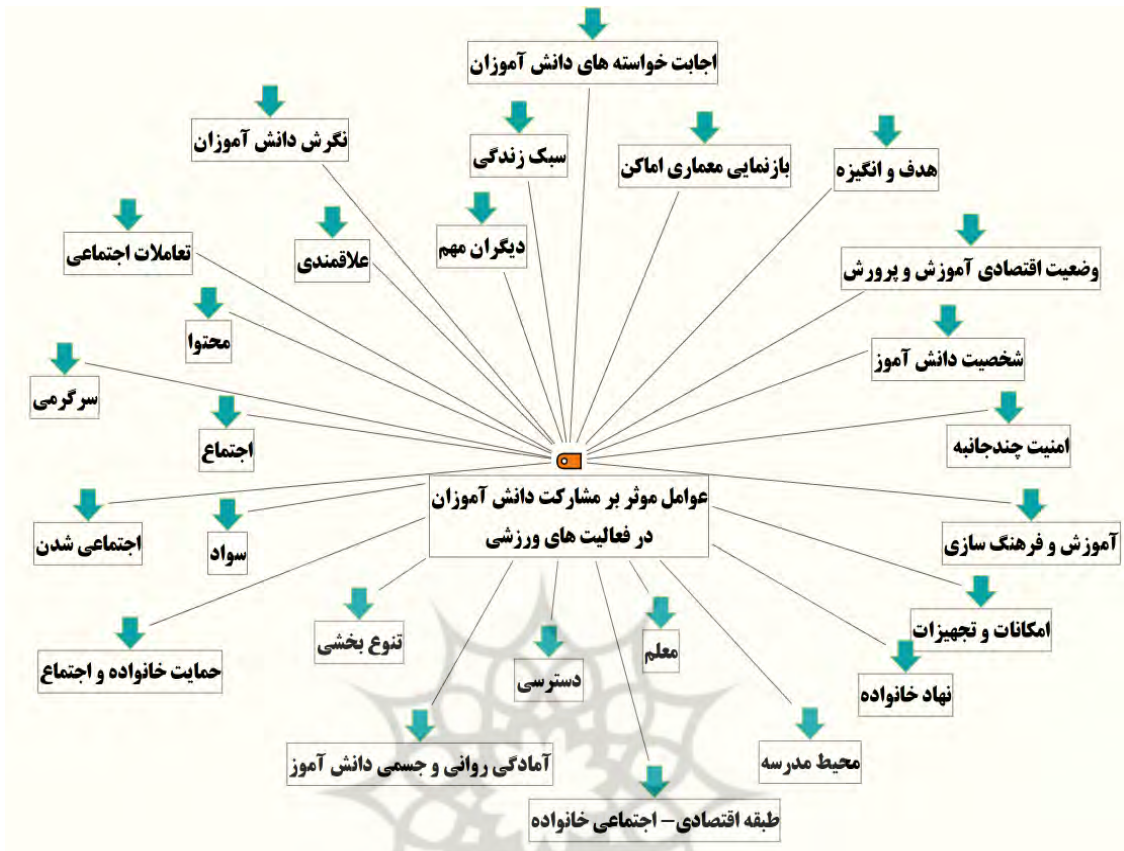 اجابت خواسته های دانش آموزان
نگرش دانش آموزان
سبک زندگی
بازنمایی معماری اماکن
هدف و انگیزه
تعاملات اجتماعی
علاقمندی
دیگران مهم
وضعیت اقتصادی آموزش و پرورش
محتوا
شخصیت دانش آموز
سرگرمی
اجتماع
امنیت چندجانبه
عوامل موثر بر مشارکت دانش آموزان
در فعالیت های ورزشی
اجتماعی شدن
سواد
آموزش و فرهنگ سازی
حمایت خانواده و اجتماع
تنوع بخشی
دسترسی
معلم
امکانات و تجهیزات
نهاد خانواده
آمادگی روانی و جسمی دانش آموز
محیط مدرسه
طبقه اقتصادی- اجتماعی خانواده